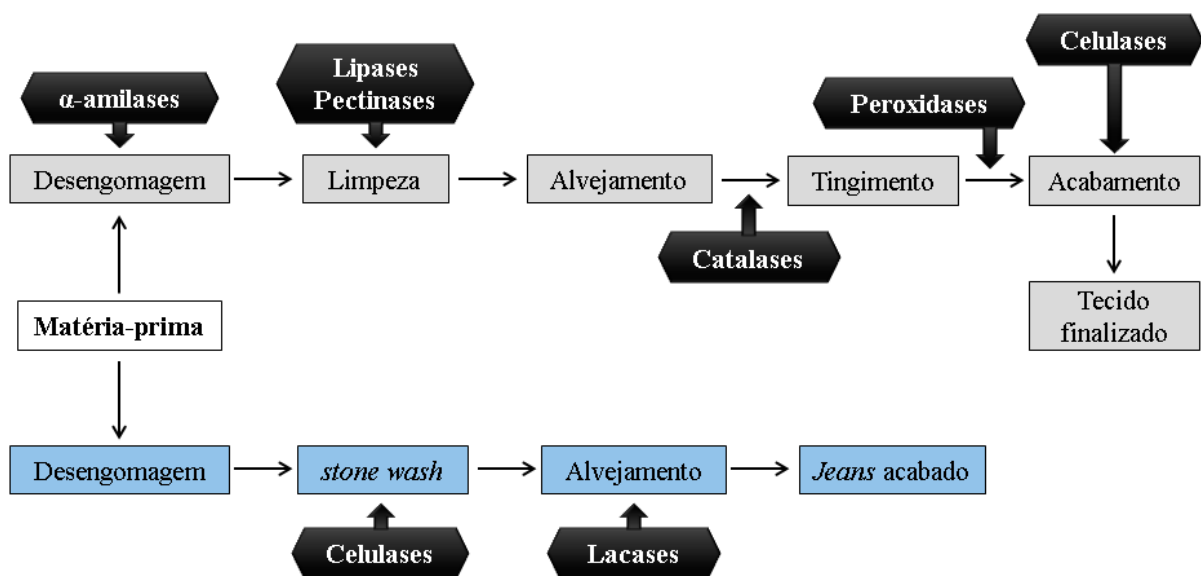 Celulases
Lipases
Pectinases
α-amilases
Peroxidases
Desengomagem
Limpeza
Alvejamento
Tingimento
Acabamento
Catalases
Matéria-prima
Tecido
finalizado
Desengomagem
stone wash
Alvejamento
Jeans acabado
Celulases
Lacases